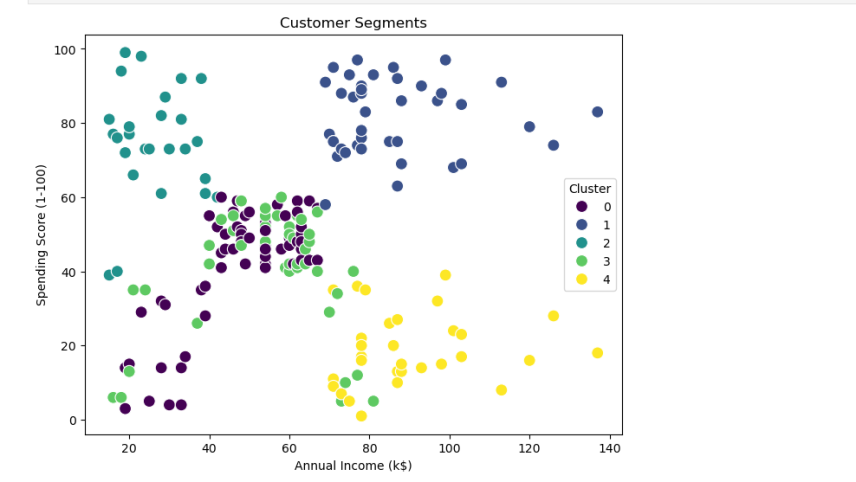 Customer Segments
100
80
60
40
20
0
Spending Score (1-100)
Cluster
0
1
2
3
4
20 40 60 80 100 120 140
Annual Income (k$)